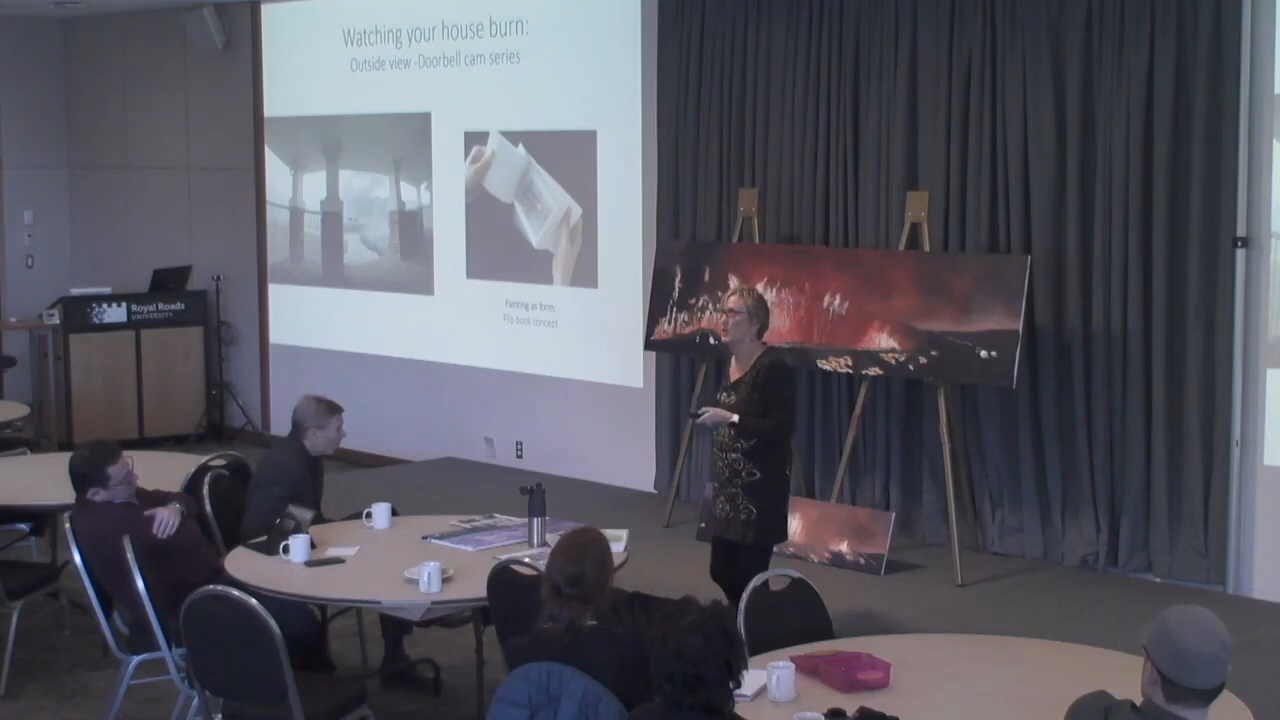 Watching your house burn:
Outside view -Doorbell cam series
Painting as form:
Flip book concept
Royal Roads
UNIVERSITY